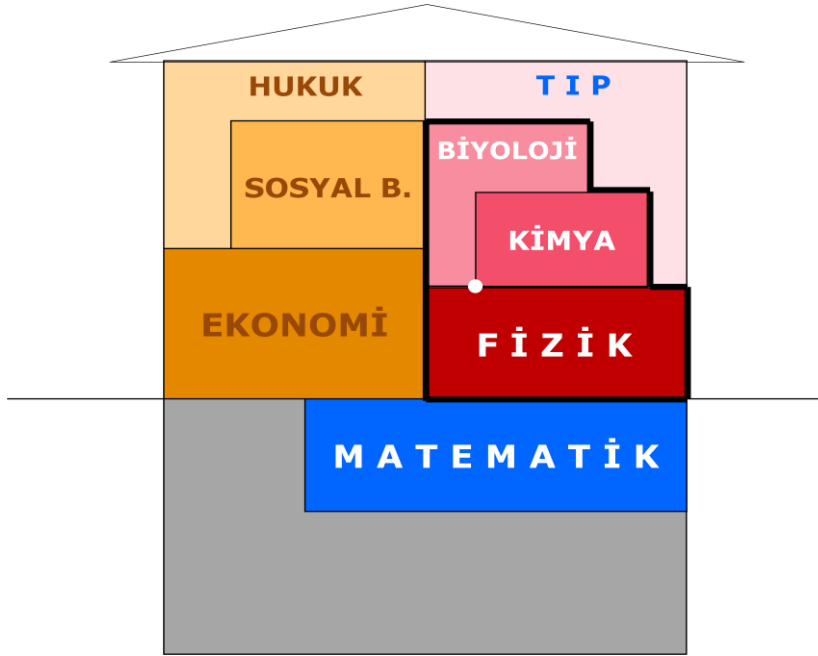 HUKUK
T I P
BİYOLOJİ
SOSYAL B.
KİMYA
EKONOMİ
F İ Z İ K
M A T E M A T İ K